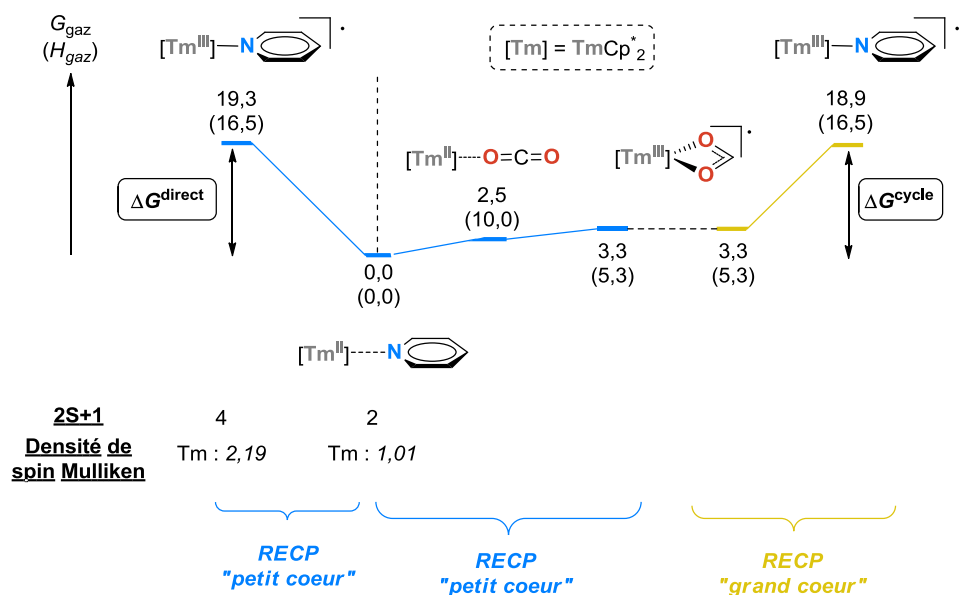 G gaz
(H gaz)
[Tm III] N ·
[Tm] = TmCp*2
[Tm III] N ·
19,3
(16,5)
18,9
(16,5)
[Tm II] O=C=O
[Tm III] O O ·
ΔG direct
2,5
(10,0)
ΔG cycle
0,0
(0,0)
3,3
(5,3)
3,3
(5,3)
[Tm II] N
2S+1
4
2
Densité de
spin Mulliken
Tm : 2,19
Tm : 1,01
RECP
"petit coeur"
RECP
"petit coeur"
RECP
"grand coeur"